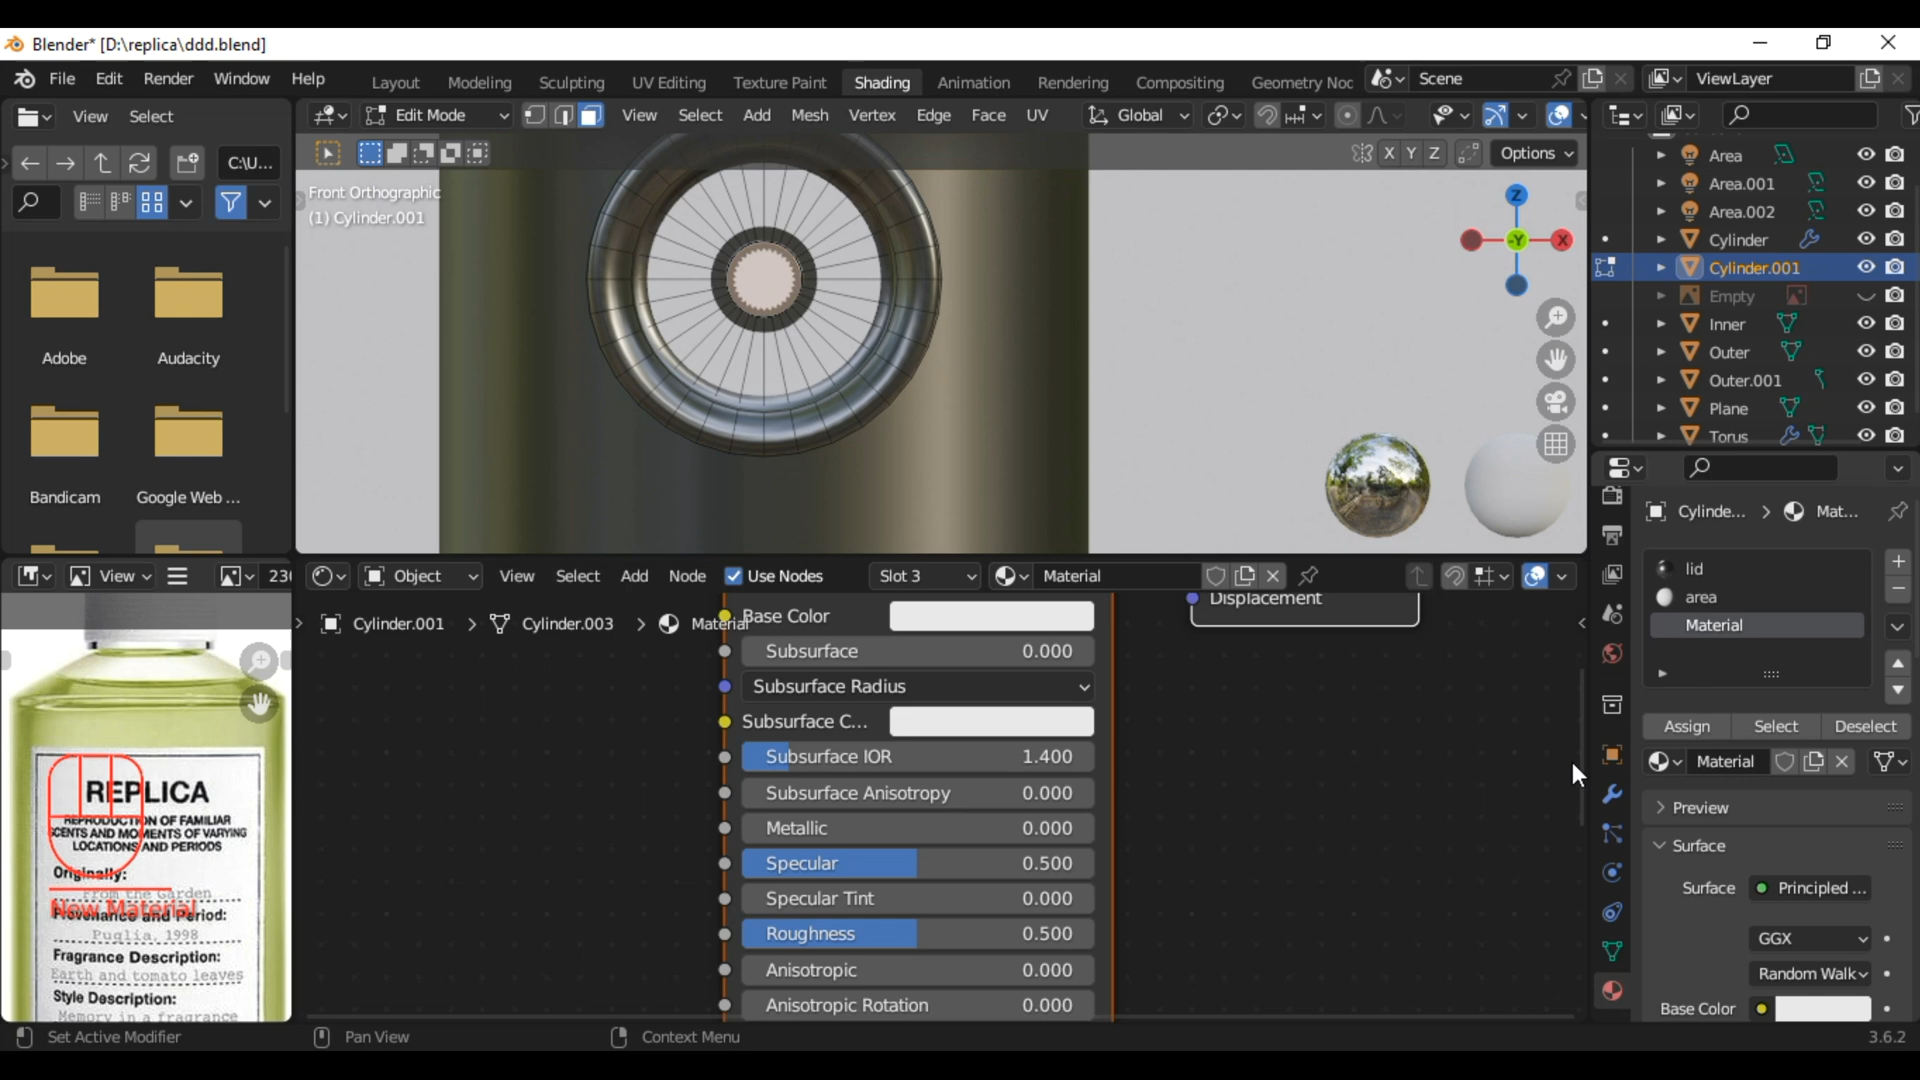 Blender* [D:\replica\ddd.blend]
File Edit Render Window Help
Layout Modeling Sculpting UV Editing Texture Paint Shading Animation Rendering Compositing Geometry Noc
Scene
ViewLayer
View Select
Edit Mode
View Select Add Mesh Vertex Edge Face UV
Global
C:\U...
X Y Z
Options
Front Orthographic
(1) Cylinder.001
Z
-Y
X
Adobe
Audacity
Bandicam
Google Web ...
Area
Area.001
Area.002
Cylinder
Cylinder.001
Empty
Inner
Outer
Outer.001
Plane
Torus
Cylinde... > Mat...
lid
area
Material
Assign Select Deselect
Material
Preview
Surface
Surface Principled ...
GGX
Random Walk
Base Color
View
230
Object
View Select Add Node
Use Nodes
Slot 3
Material
Cylinder.001 > Cylinder.003 > Material
Displacement
Base Color
Subsurface 0.000
Subsurface Radius
Subsurface C...
Subsurface IOR 1.400
Subsurface Anisotropy 0.000
Metallic 0.000
Specular 0.500
Specular Tint 0.000
Roughness 0.500
Anisotropic 0.000
Anisotropic Rotation 0.000
REPLICA
REPRODUCTION OF FAMILIAR
SCENTS AND MOMENTS OF VARYING
LOCATIONS AND PERIODS
Originally:
From the Garden
New Material
Provenance and Period:
Puglia, 1998
Fragrance Description:
Earth and tomato leaves
Style Description:
Memory in a fragrance
Set Active Modifier
Pan View
Context Menu
3.6.2